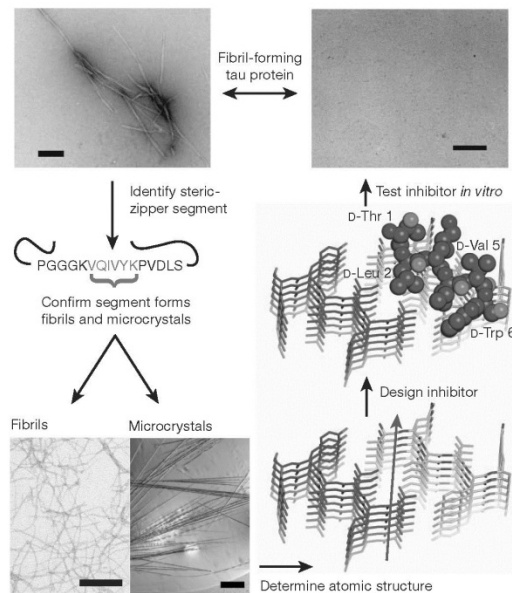 Fibril-forming
tau protein
Identify steric-
zipper segment
Test inhibitor in vitro
D-Thr 1
D-Val 5
D-Leu 2
D-Trp 6
PGGGKVQIVYKPVDLS
Confirm segment forms
fibrils and microcrystals
Design inhibitor
Fibrils
Microcrystals
Determine atomic structure